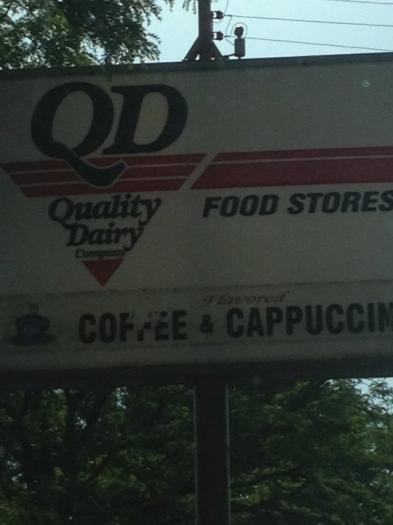 QD
Quality
Dairy
Company
FOOD STORES
Flavored
COFFEE & CAPPUCCIN